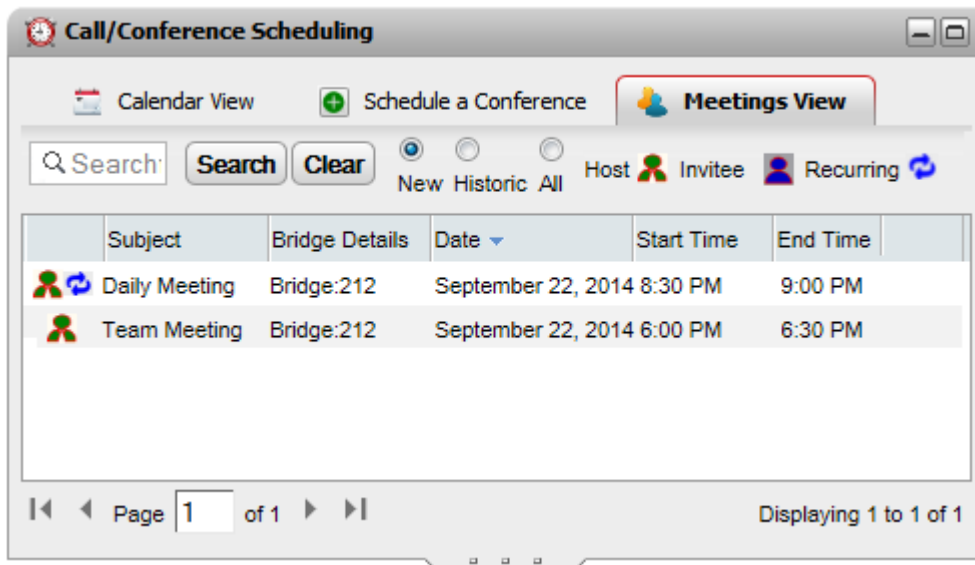 Call/Conference Scheduling
Calendar View Schedule a Conference Meetings View
Search Search Clear New Historic All Host Invitee Recurring
Subject Bridge Details Date Start Time End Time
Daily Meeting Bridge:212 September 22, 2014 8:30 PM 9:00 PM
Team Meeting Bridge:212 September 22, 2014 6:00 PM 6:30 PM
Page 1 of 1 Displaying 1 to 1 of 1